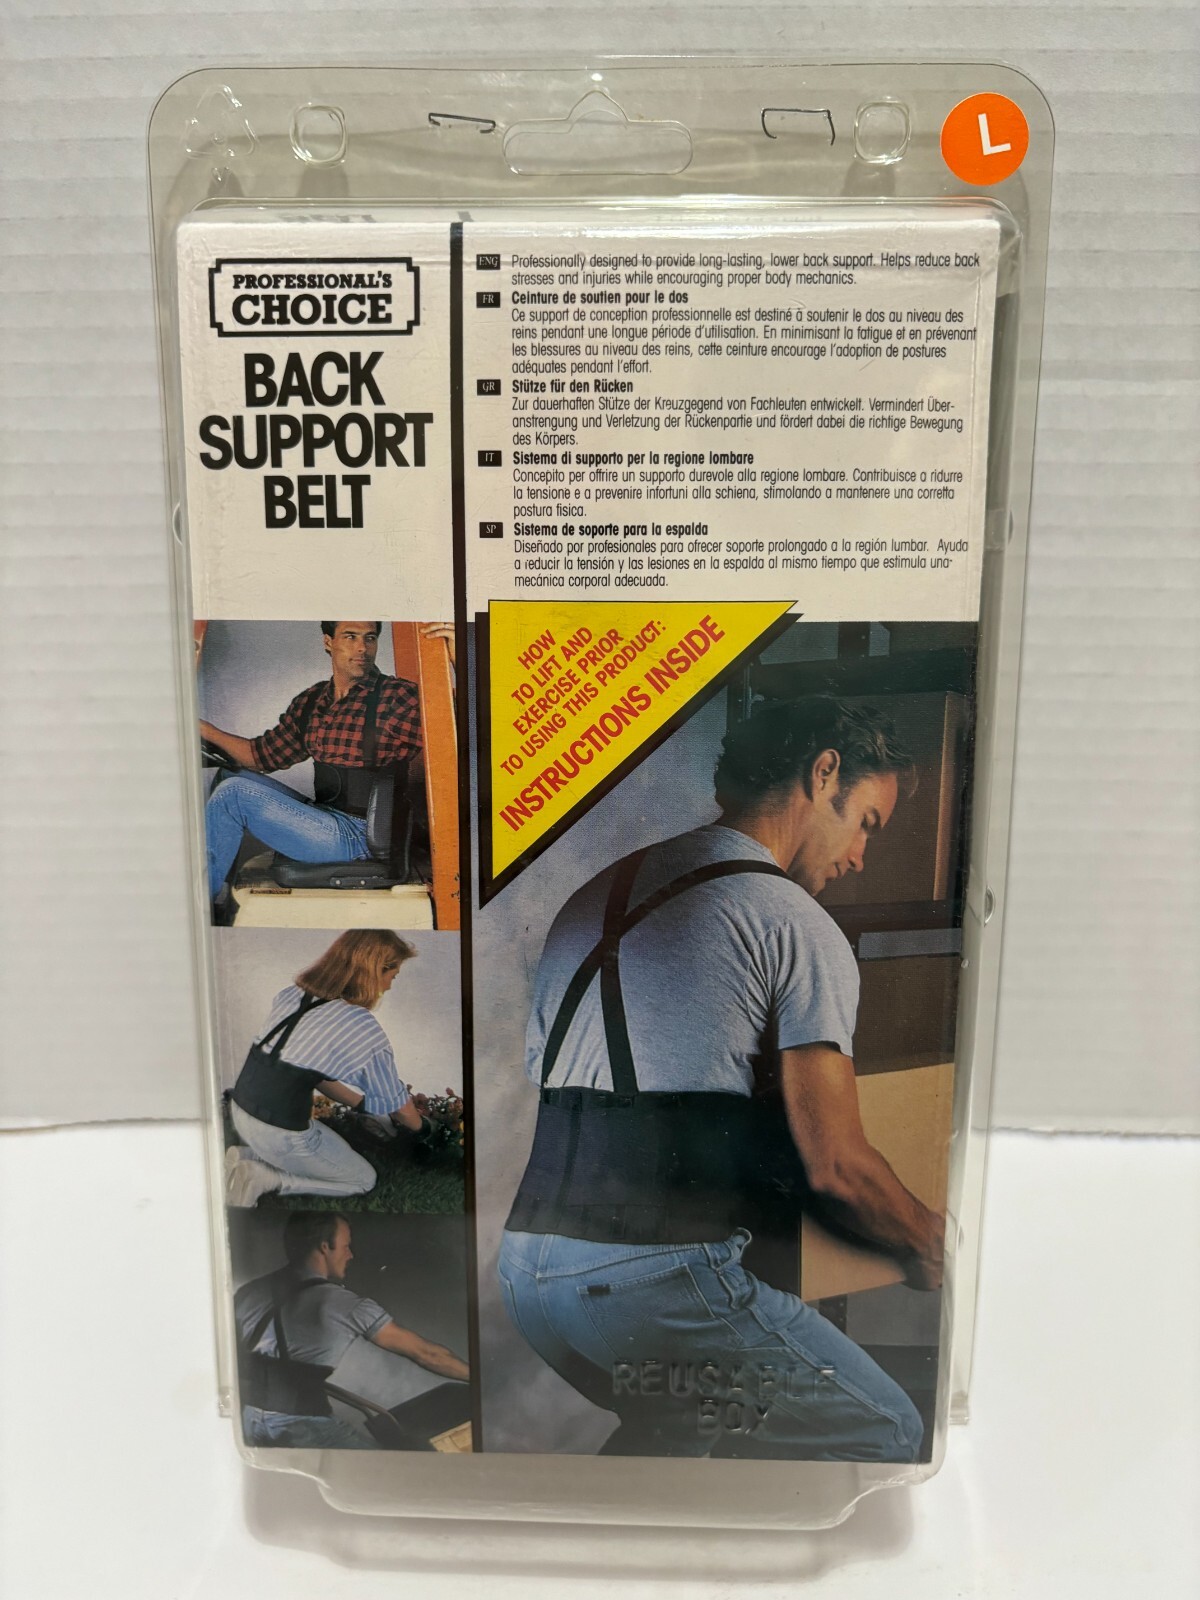 L
PROFESSIONAL'S
CHOICE
BACK
SUPPORT
BELT
ENG Professionally designed to provide long-lasting, lower back support. Helps reduce back
stresses and injuries while encouraging proper body mechanics.
FR Ceinture de soutien pour le dos
Ce support de conception professionnelle est destiné à soutenir le dos au niveau des
reins pendant une longue période d'utilisation. En minimisant la fatigue et en prévenant
les blessures au niveau des reins, cette ceinture encourage l'adoption de postures
adéquates pendant l'effort.
GR Stütze für den Rücken
Zur dauerhaften Stütze der Kreuzgegend von Fachleuten entwickelt. Vermindert Über-
anstrengung und Verletzung der Rückenpartie und fördert dabei die richtige Bewegung
des Körpers.
IT Sistema di supporto per la regione lombare
Concepito per offrire un supporto durevole alla regione lombare. Contribuisce a ridurre
la tensione e a prevenire infortuni alla schiena, stimolando a mantenere una corretta
postura fisica.
SP Sistema de soporte para la espalda
Diseñado por profesionales para ofrecer soporte prolongado a la región lumbar. Ayuda
a reducir la tensión y las lesiones en la espalda al mismo tiempo que estimula una
mecánica corporal adecuada.
HOW
TO LIFT AND
EXERCISE PRIOR
TO USING THIS PRODUCT:
INSTRUCTIONS INSIDE
REUSABLE
BOX